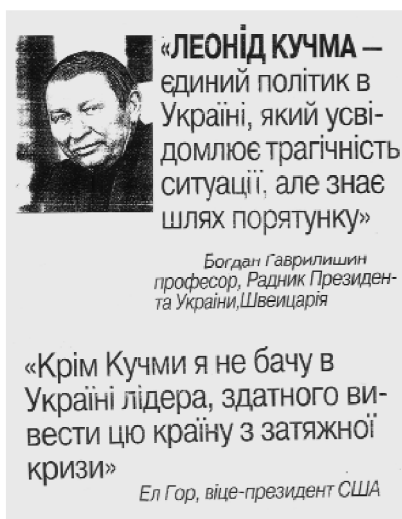 «ЛЕОНІД КУЧМА –
єдиний політик в
Україні, який усві-
домлює трагічність
ситуації, але знає
шлях порятунку»
Богдан Гаврилишин
професор, Радник Президен-
та України,Швейцарія
«Крім Кучми я не бачу в
Україні лідера, здатного ви-
вести цю країну з затяжної
кризи»
Ел Гор, віце-президент США